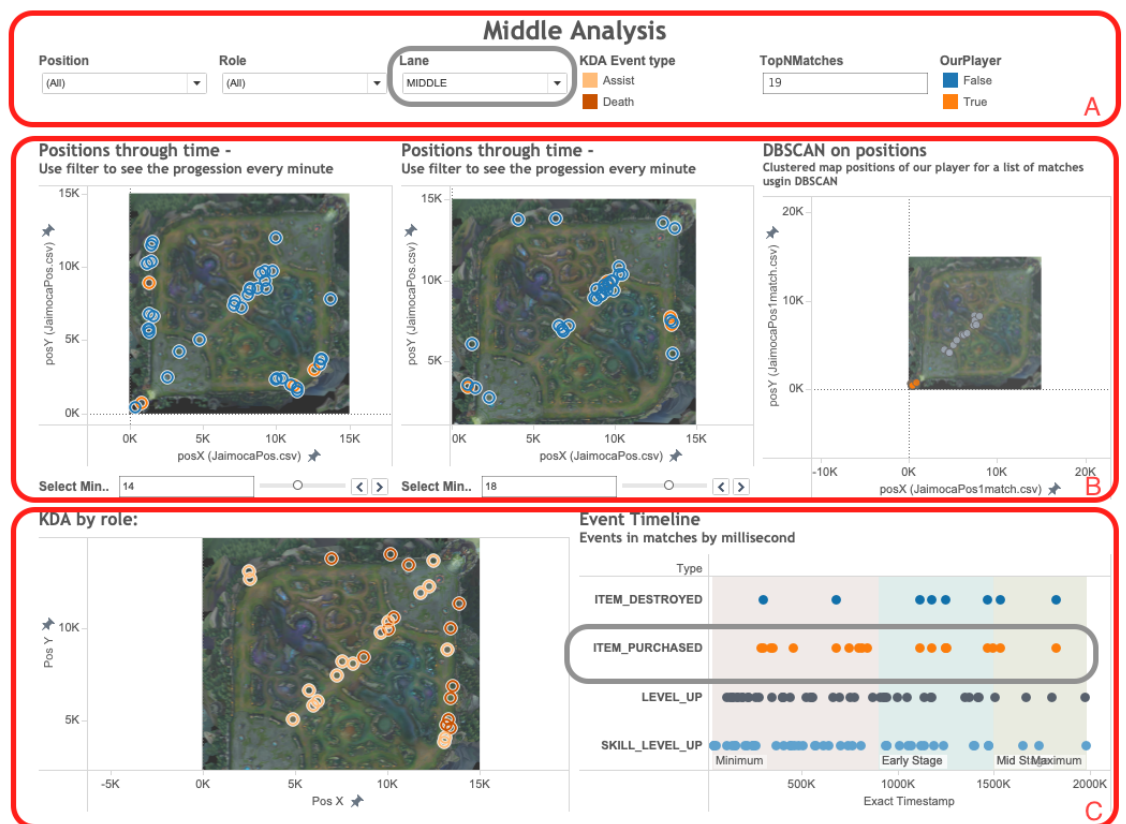 Middle Analysis
Position
Role
Lane
KDA Event type
TopNMatches
OurPlayer
(All)
(All)
MIDDLE
Assist
Death
19
False
True
A
Positions through time -
Use filter to see the progession every minute
15K
10K
5K
0K
posY (JaimocaPos.csv)
0K
5K
10K
15K
posX (JaimocaPos.csv)
Select Min..
14
Positions through time -
Use filter to see the progession every minute
15K
10K
5K
posY (JaimocaPos.csv)
0K
5K
10K
15K
posX (JaimocaPos.csv)
Select Min..
18
DBSCAN on positions
Clustered map positions of our player for a list of matches
usgin DBSCAN
20K
10K
0K
posY (JaimocaPos1match.csv)
-10K
0K
10K
20K
posX (JaimocaPos1match.csv)
B
KDA by role:
10K
5K
Pos Y
-5K
0K
5K
10K
15K
Pos X
Event Timeline
Events in matches by millisecond
Type
ITEM_DESTROYED
ITEM_PURCHASED
LEVEL_UP
SKILL_LEVEL_UP
Minimum
Early Stage
Mid St
Maximum
500K
1000K
1500K
2000K
Exact Timestamp
C